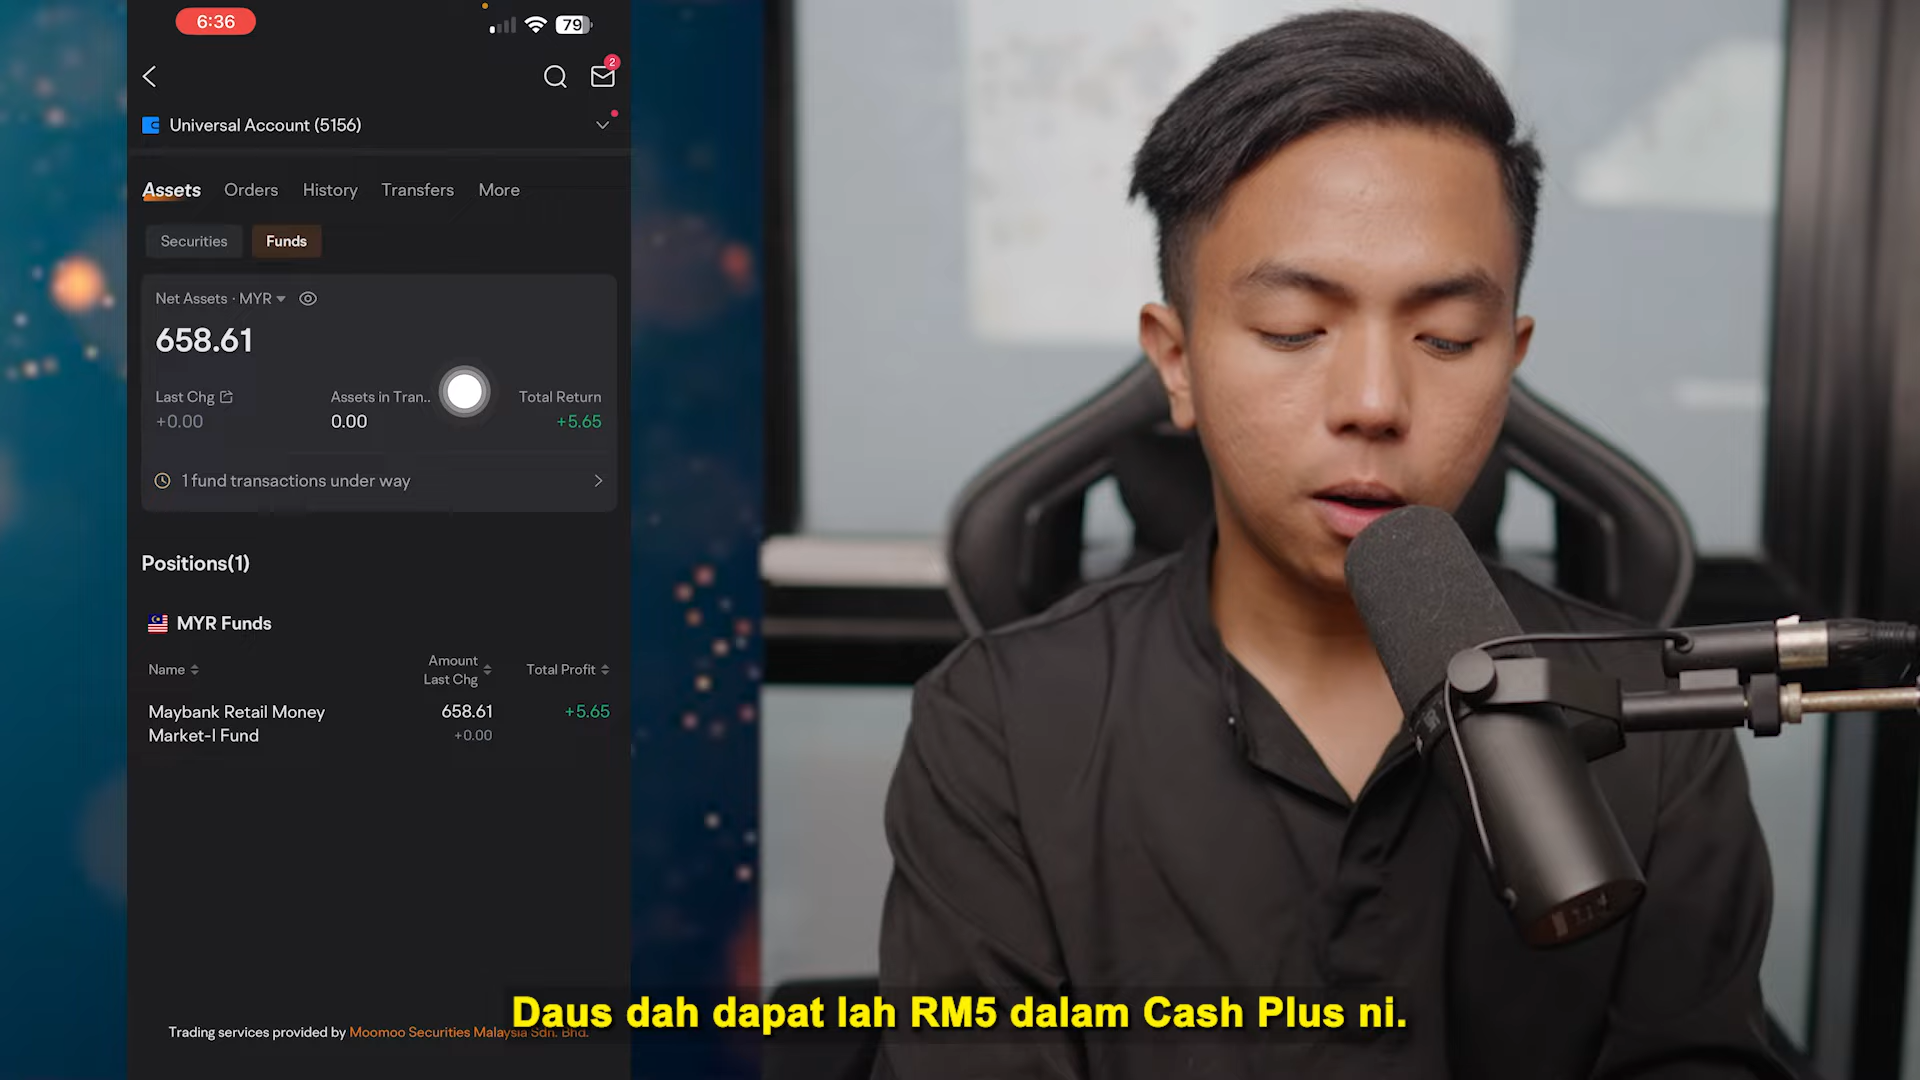 6:36
79
2
Universal Account (5156)
Assets Orders History Transfers More
Securities Funds
Net Assets · MYR
658.61
Last Chg Assets in Tran.. Total Return
+0.00 0.00 +5.65
1 fund transactions under way
Positions(1)
MYR Funds
Name Amount Last Chg Total Profit
Maybank Retail Money 658.61 +5.65
Market-I Fund +0.00
Daus dah dapat lah RM5 dalam Cash Plus ni.
Trading services provided by Moomoo Securities Malaysia Sdn. Bhd.